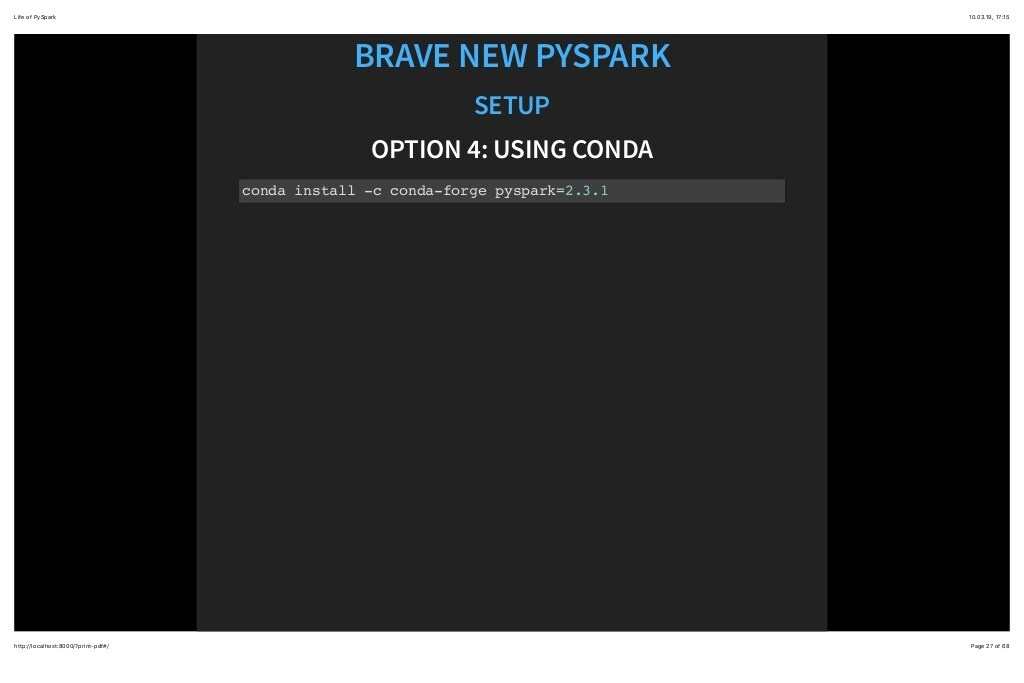 Life of PySpark
10.03.19, 17:15
BRAVE NEW PYSPARK
SETUP
OPTION 4: USING CONDA
conda install -c conda-forge pyspark=2.3.1
http://localhost:8000/?print-pdf#/
Page 27 of 68